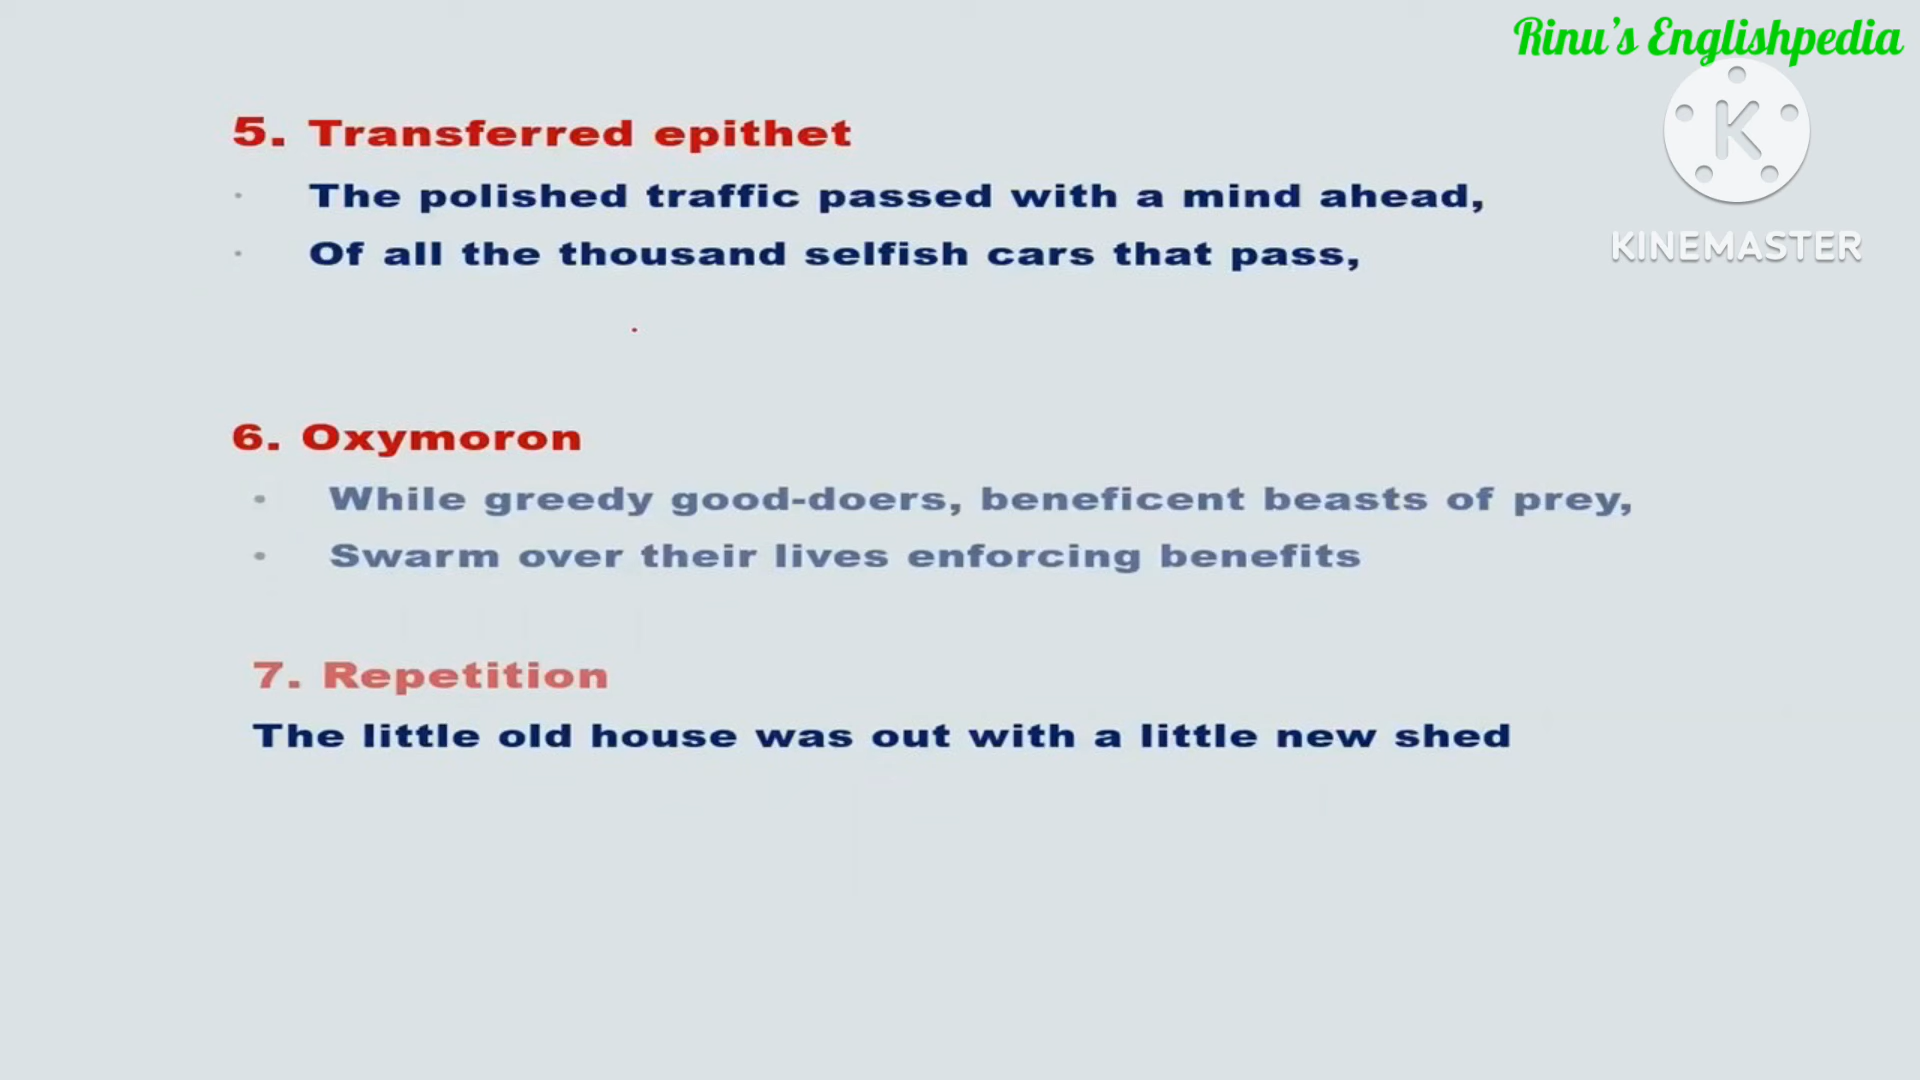 Rinu's Englishpedia
KINEMASTER
5. Transferred epithet
· The polished traffic passed with a mind ahead,
· Of all the thousand selfish cars that pass,
6. Oxymoron
• While greedy good-doers, beneficent beasts of prey,
• Swarm over their lives enforcing benefits
7. Repetition
The little old house was out with a little new shed